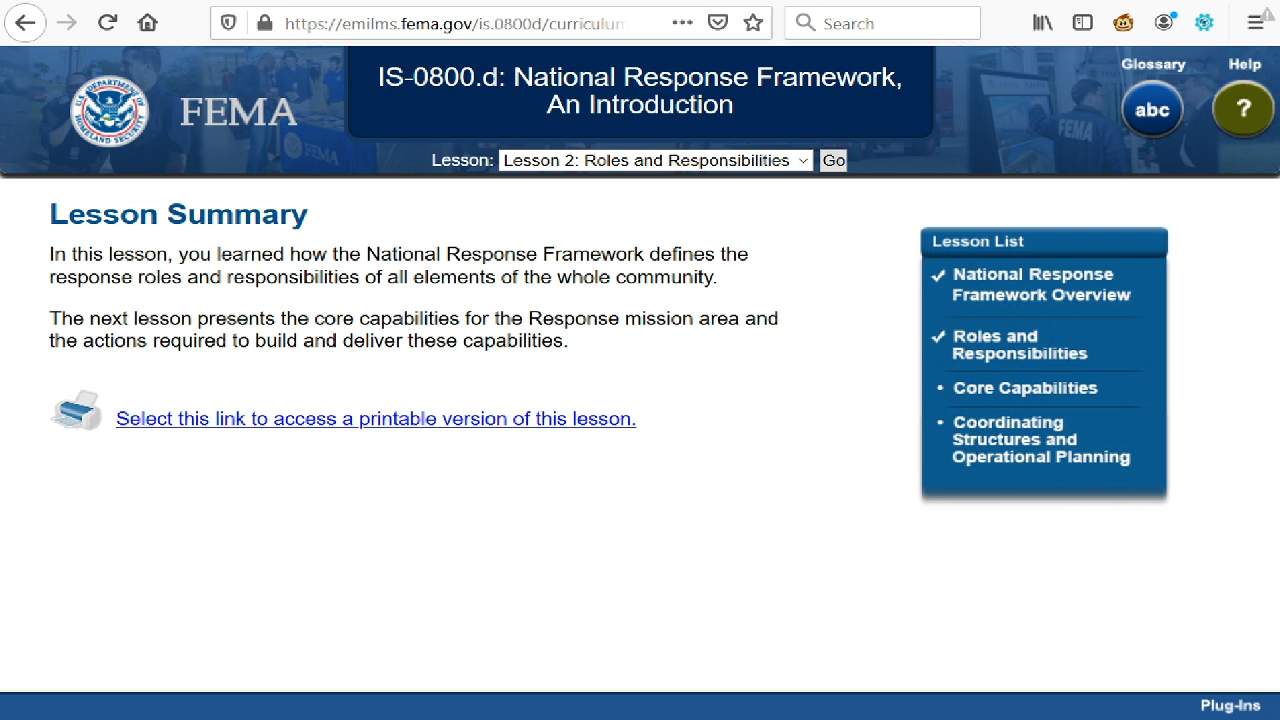 https://emilms.fema.gov/is.0800d/curriculum
Search
FEMA
IS-0800.d: National Response Framework,
An Introduction
Glossary
Help
abc
?
Lesson: Lesson 2: Roles and Responsibilities Go
Lesson Summary
In this lesson, you learned how the National Response Framework defines the
response roles and responsibilities of all elements of the whole community.
The next lesson presents the core capabilities for the Response mission area and
the actions required to build and deliver these capabilities.
Select this link to access a printable version of this lesson.
Lesson List
National Response
Framework Overview
Roles and
Responsibilities
• Core Capabilities
• Coordinating
Structures and
Operational Planning
Plug-Ins